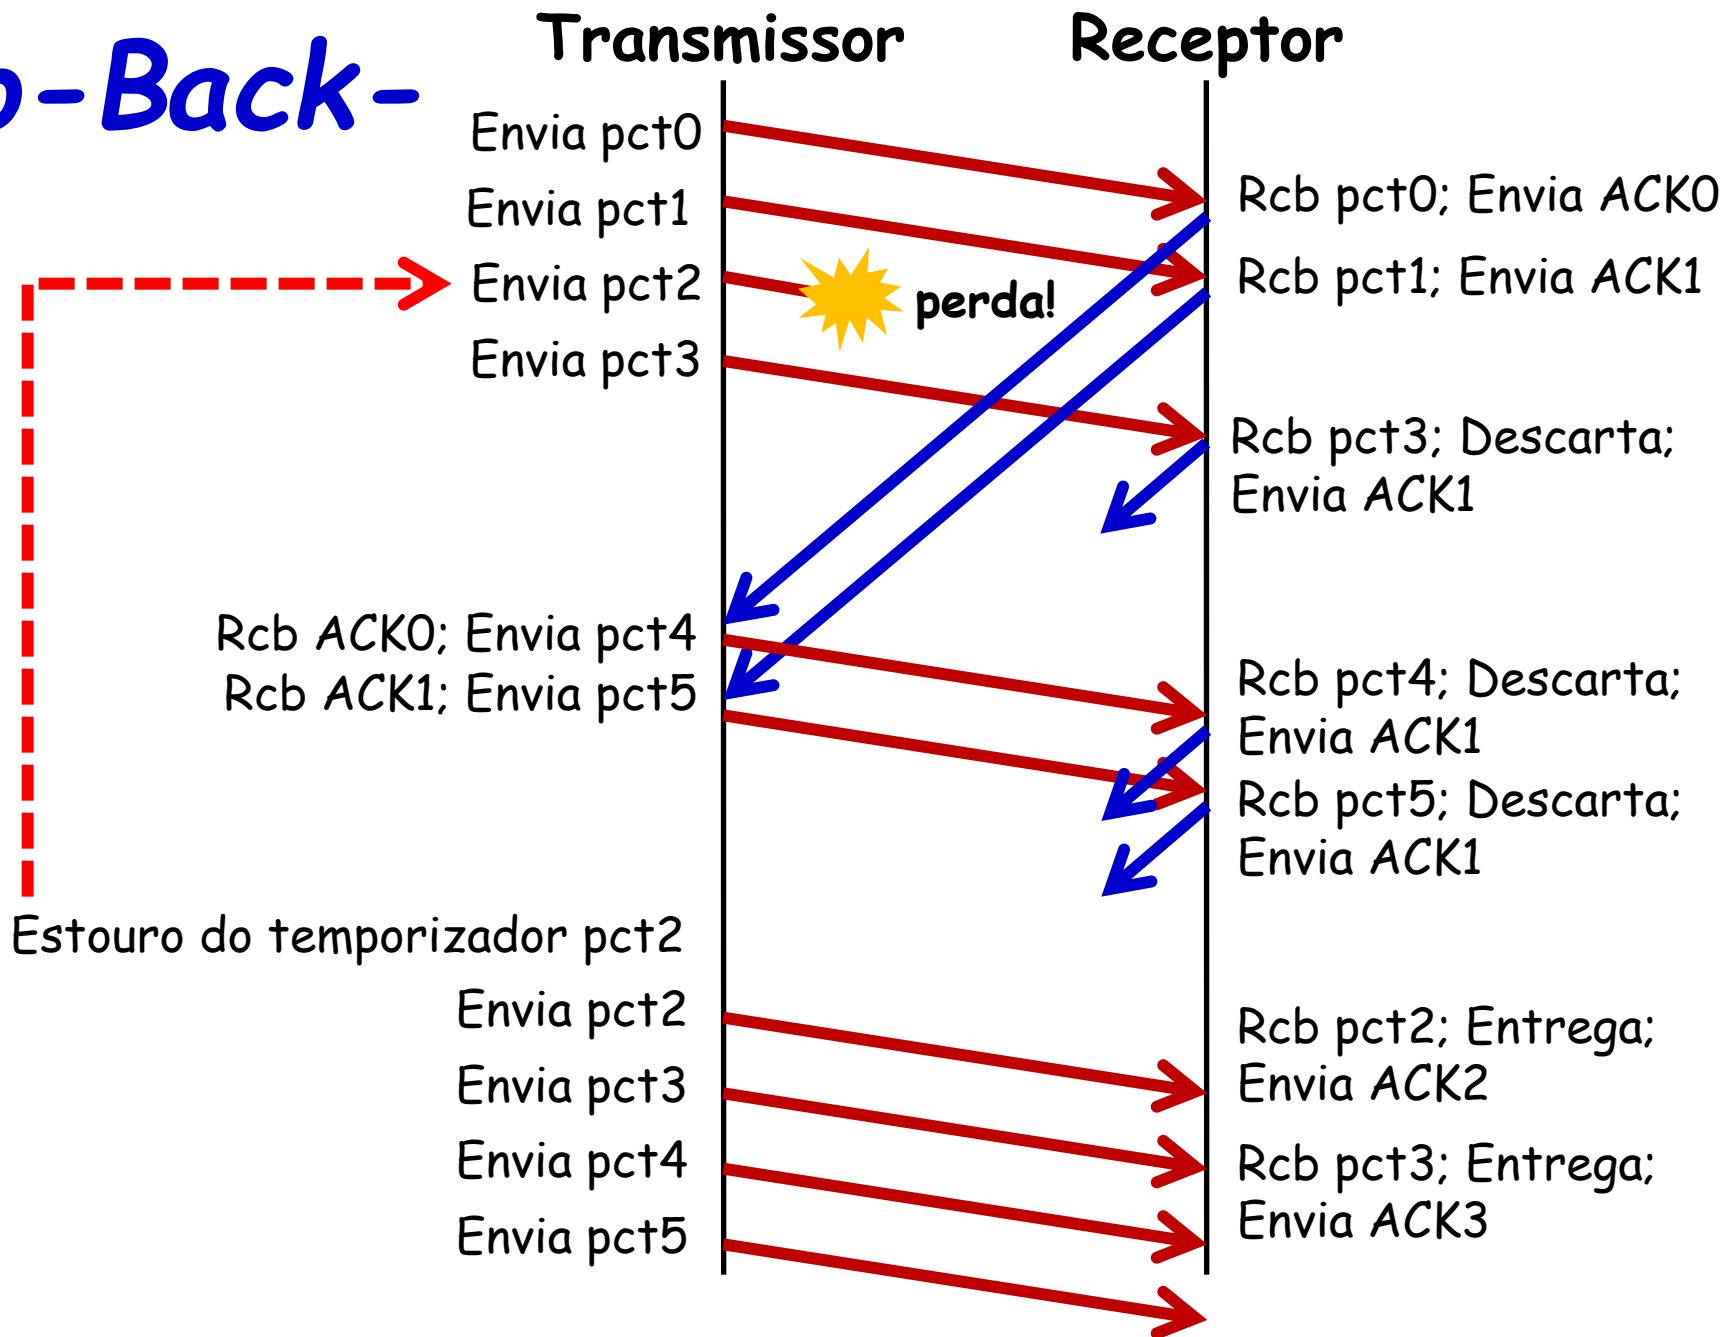 Transmissor
Receptor
-Back-
Envia pct0
Envia pct1
Envia pct2
Envia pct3
perda!
Rcb pct0; Envia ACK0
Rcb pct1; Envia ACK1
Rcb pct3; Descarta;
Envia ACK1
Rcb ACK0; Envia pct4
Rcb ACK1; Envia pct5
Rcb pct4; Descarta;
Envia ACK1
Rcb pct5; Descarta;
Envia ACK1
Estouro do temporizador pct2
Envia pct2
Envia pct3
Envia pct4
Envia pct5
Rcb pct2; Entrega;
Envia ACK2
Rcb pct3; Entrega;
Envia ACK3